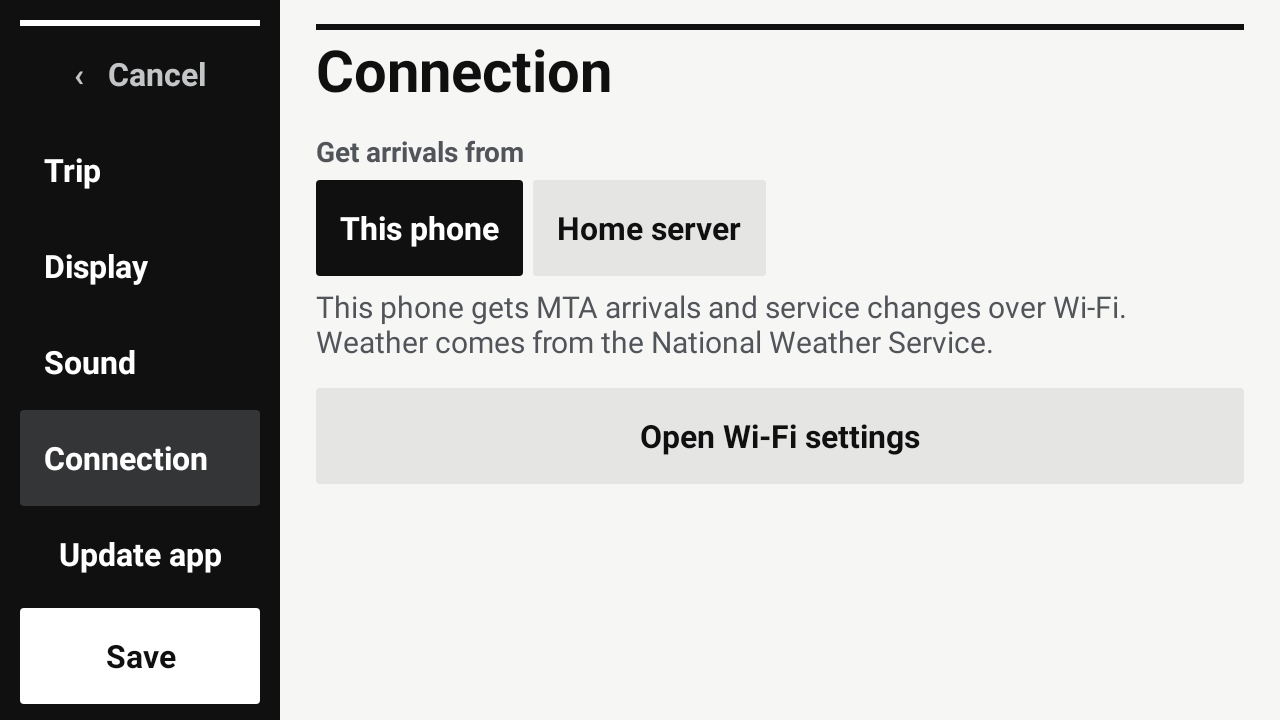 ‹ Cancel
Trip
Display
Sound
Connection
Update app
Save
Connection
Get arrivals from
This phone
Home server
This phone gets MTA arrivals and service changes over Wi-Fi.
Weather comes from the National Weather Service.
Open Wi-Fi settings